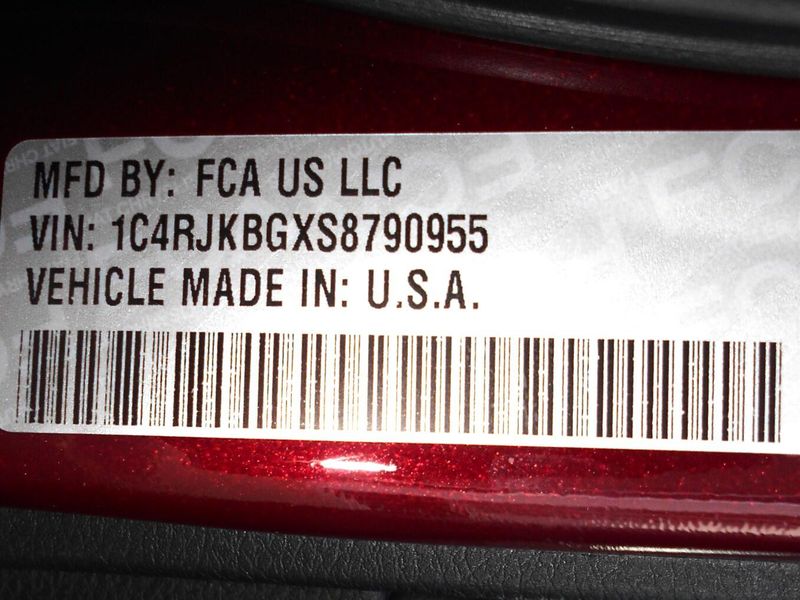 MFD BY: FCA US LLC
VIN: 1C4RJKBGXS8790955
VEHICLE MADE IN: U.S.A.